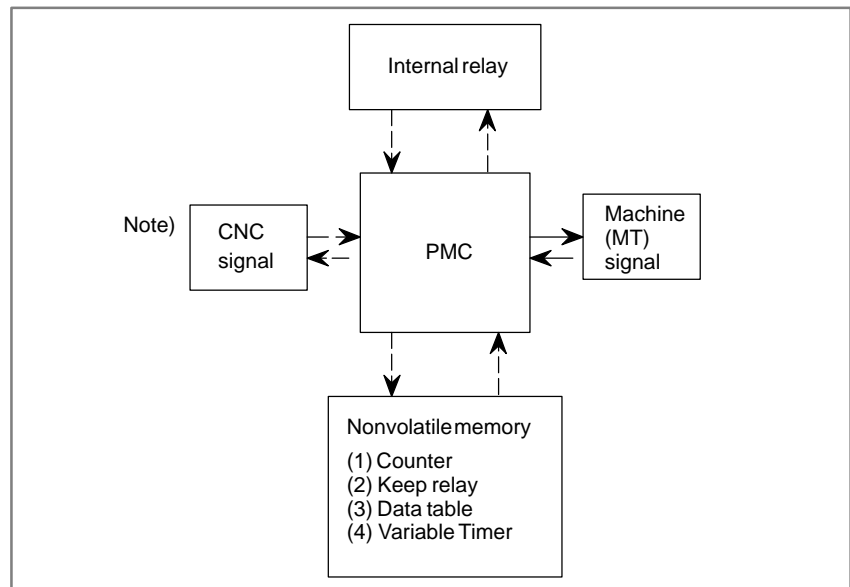 Internal relay
Note)
CNC
signal
PMC
Machine
(MT)
signal
Nonvolatile memory
(1) Counter
(2) Keep relay
(3) Data table
(4) Variable Timer